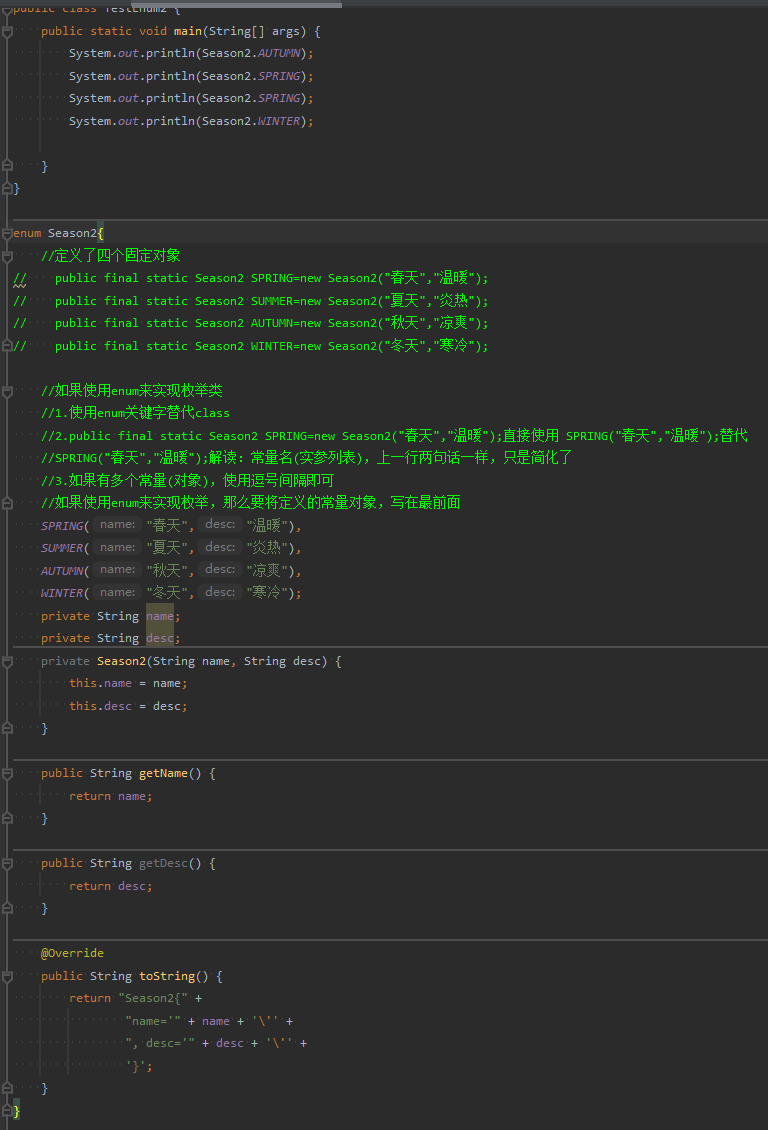 public class TestEnum2 {
    public static void main(String[] args) {
        System.out.println(Season2.AUTUMN);
        System.out.println(Season2.SPRING);
        System.out.println(Season2.SPRING);
        System.out.println(Season2.WINTER);
    }
}
enum Season2{
    //定义了四个固定对象
//    public final static Season2 SPRING=new Season2("春天","温暖");
//    public final static Season2 SUMMER=new Season2("夏天","炎热");
//    public final static Season2 AUTUMN=new Season2("秋天","凉爽");
//    public final static Season2 WINTER=new Season2("冬天","寒冷");
    //如果使用enum来实现枚举类
    //1.使用enum关键字替代class
    //2.public final static Season2 SPRING=new Season2("春天","温暖");直接使用 SPRING("春天","温暖");替代
    //SPRING("春天","温暖");解读：常量名(实参列表)，上一行两句话一样，只是简化了
    //3.如果有多个常量(对象)，使用逗号间隔即可
    //如果使用enum来实现枚举，那么要将定义的常量对象，写在最前面
    SPRING( name: "春天", desc: "温暖"),
    SUMMER( name: "夏天", desc: "炎热"),
    AUTUMN( name: "秋天", desc: "凉爽"),
    WINTER( name: "冬天", desc: "寒冷");
    private String name;
    private String desc;
    private Season2(String name, String desc) {
        this.name = name;
        this.desc = desc;
    }
    public String getName() {
        return name;
    }
    public String getDesc() {
        return desc;
    }
    @Override
    public String toString() {
        return "Season2{" +
                "name='" + name + '\'' +
                ", desc='" + desc + '\'' +
                '}';
    }
}